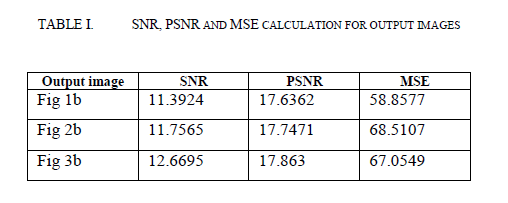 TABLE I. SNR, PSNR AND MSE CALCULATION FOR OUTPUT IMAGES
Output image SNR PSNR MSE
Fig 1b 11.3924 17.6362 58.8577
Fig 2b 11.7565 17.7471 68.5107
Fig 3b 12.6695 17.863 67.0549